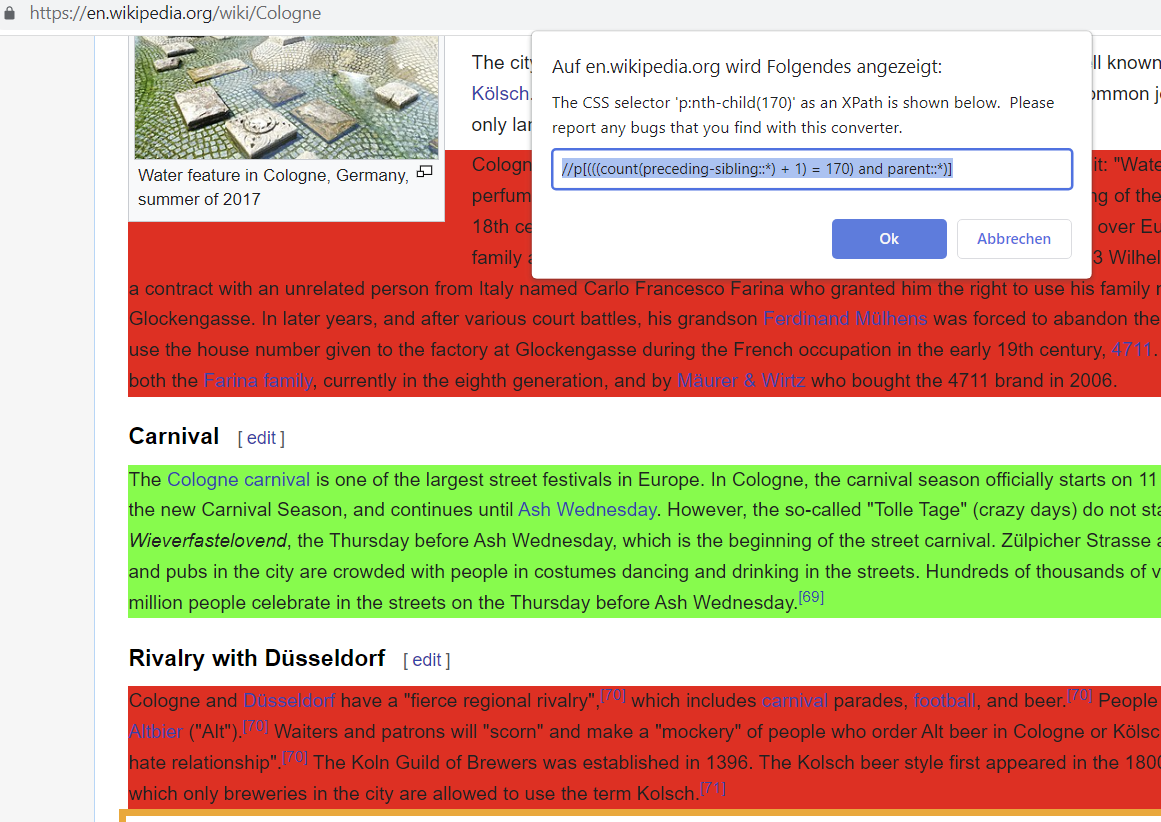 https://en.wikipedia.org/wiki/Cologne
Auf en.wikipedia.org wird Folgendes angezeigt:
The CSS selector 'p:nth-child(170)' as an XPath is shown below.  Please
report any bugs that you find with this converter.
//p[(((count(preceding-sibling::*) + 1) = 170) and parent::*)]
Ok
Abbrechen
Water feature in Cologne, Germany,
summer of 2017
The city
ll known
Kölsch.
only
it: "Wate
perfum
ng of the
18th ce
over Eu
family
3 Wilhel
a contract with an unrelated person from Italy named Carlo Francesco Farina who granted him the right to use his family
Glockengasse. In later years, and after various court battles, his grandson Ferdinand Mülhens was forced to abandon the
use the house number given to the factory at Glockengasse during the French occupation in the early 19th century, 4711.
both the Farina family, currently in the eighth generation, and by Mäurer & Wirtz who bought the 4711 brand in 2006.
Carnival [ edit ]
The Cologne carnival is one of the largest street festivals in Europe. In Cologne, the carnival season officially starts on 11
the new Carnival Season, and continues until Ash Wednesday. However, the so-called "Tolle Tage" (crazy days) do not sta
Wieverfastelovend, the Thursday before Ash Wednesday, which is the beginning of the street carnival. Zülpicher Strasse a
and pubs in the city are crowded with people in costumes dancing and drinking in the streets. Hundreds of thousands of v
million people celebrate in the streets on the Thursday before Ash Wednesday.[69]
Rivalry with Düsseldorf [ edit ]
Cologne and Düsseldorf have a "fierce regional rivalry",[70] which includes carnival parades, football, and beer.[70] People
Altbier ("Alt").[70] Waiters and patrons will "scorn" and make a "mockery" of people who order Alt beer in Cologne or Kölsc
hate relationship".[70] The Koln Guild of Brewers was established in 1396. The Kolsch beer style first appeared in the 1800
which only breweries in the city are allowed to use the term Kolsch.[71]